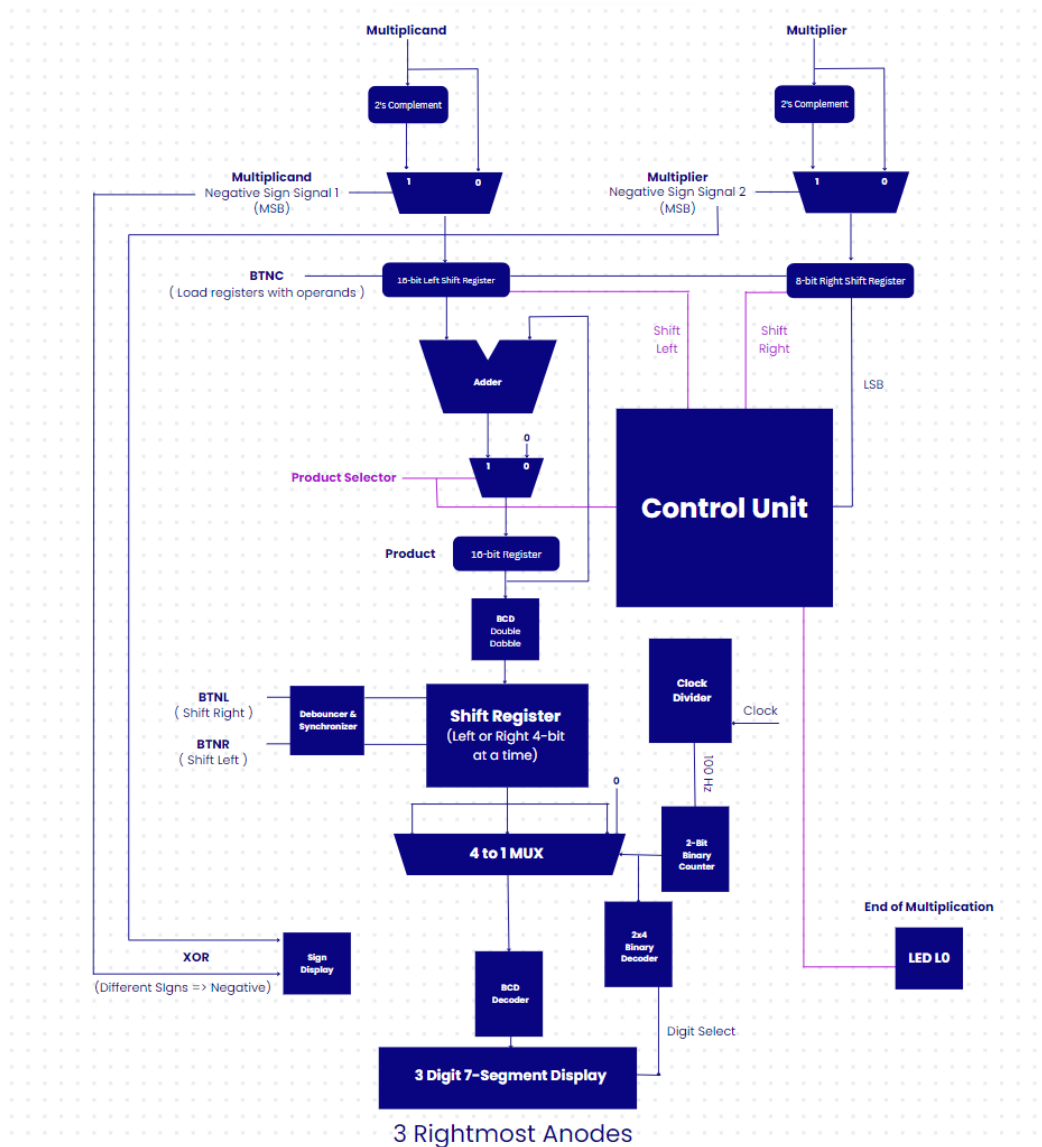 Multiplicand
Multiplier
2's Complement
2's Complement
1
0
1
0
Multiplicand
Negative Sign Signal 1
(MSB)
Multiplier
Negative Sign Signal 2
(MSB)
BTNC
( Load registers with operands )
16-bit Left Shift Register
8-bit Right Shift Register
Shift
Left
Shift
Right
LSB
Adder
0
1
0
Product Selector
Control Unit
Product
16-bit Register
BCD
Double
Dabble
BTNL
( Shift Right )
BTNR
( Shift Left )
Debouncer &
Synchronizer
Shift Register
(Left or Right 4-bit
at a time)
Clock
Divider
Clock
100 Hz
0
4 to 1 MUX
2-Bit
Binary
Counter
2x4
Binary
Decoder
End of Multiplication
LED L0
XOR
(Different SIgns => Negative)
Sign
Display
BCD
Decoder
Digit Select
3 Digit 7-Segment Display
3 Rightmost Anodes